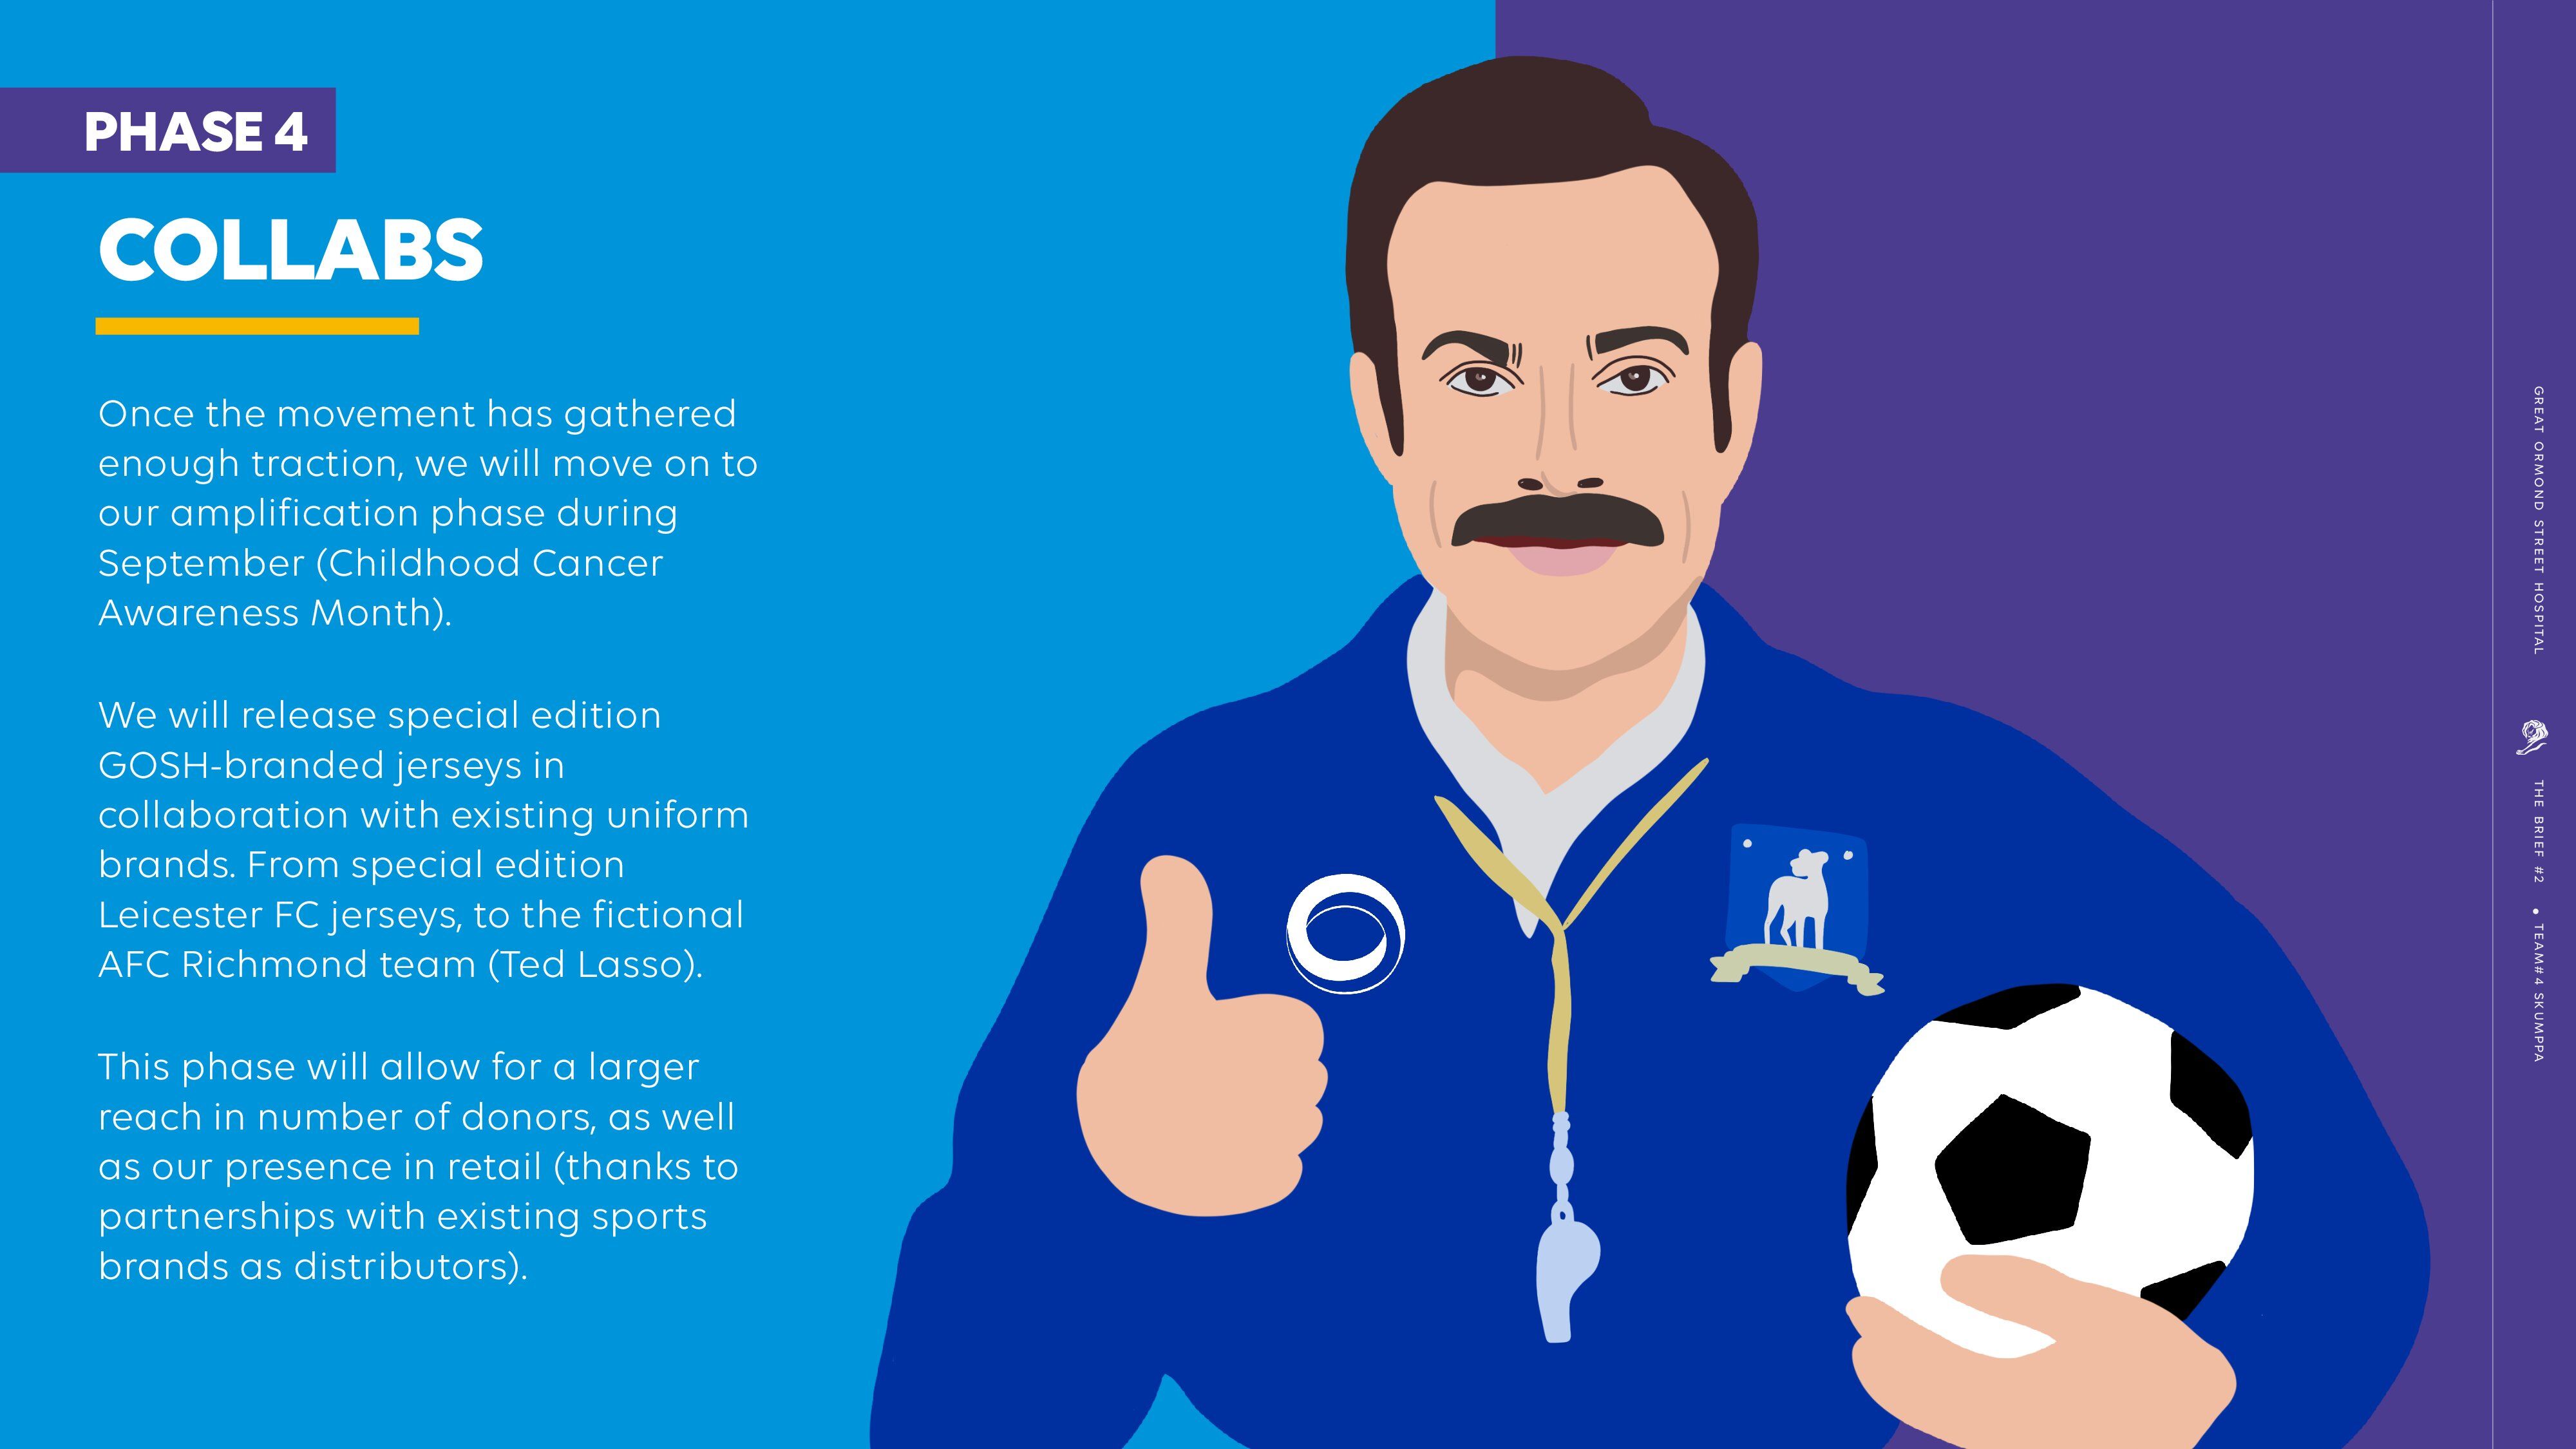 PHASE 4
COLLABS
Once the movement has gathered
enough traction, we will move on to
our amplification phase during
September (Childhood Cancer
Awareness Month).
We will release special edition
GOSH-branded jerseys in
collaboration with existing uniform
brands. From special edition
Leicester FC jerseys, to the fictional
AFC Richmond team (Ted Lasso).
This phase will allow for a larger
reach in number of donors, as well
as our presence in retail (thanks to
partnerships with existing sports
brands as distributors).
GREAT ORMOND STREET HOSPITAL
THE BRIEF #2 • TEAM#4 SKUMPPA